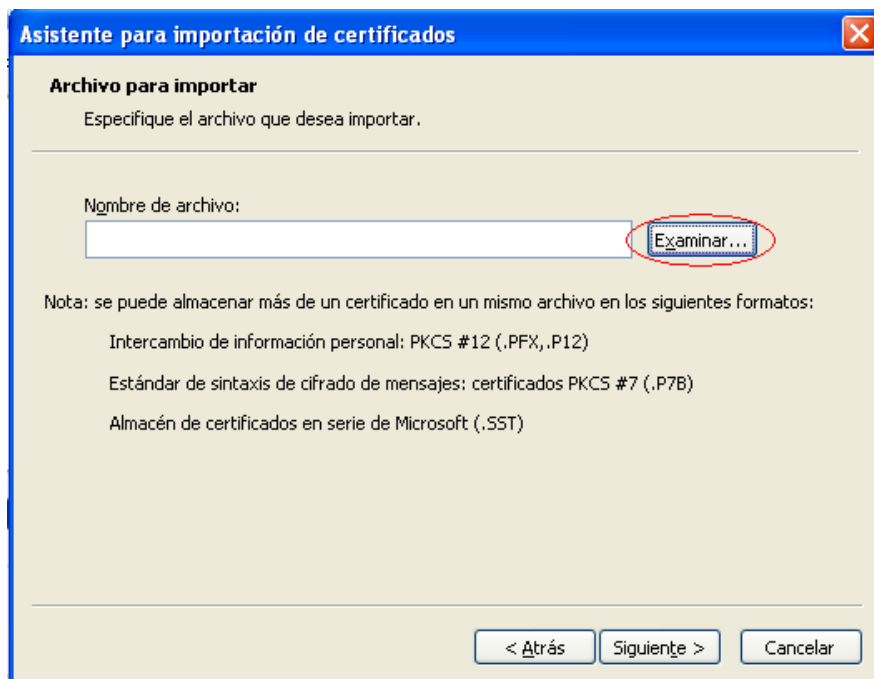 Asistente para importación de certificados
Archivo para importar
Especifique el archivo que desea importar.
Nombre de archivo:
Examinar...
Nota: se puede almacenar más de un certificado en un mismo archivo en los siguientes formatos:
Intercambio de información personal: PKCS #12 (.PFX,.P12)
Estándar de sintaxis de cifrado de mensajes: certificados PKCS #7 (.P7B)
Almacén de certificados en serie de Microsoft (.SST)
< Atrás Siguiente > Cancelar